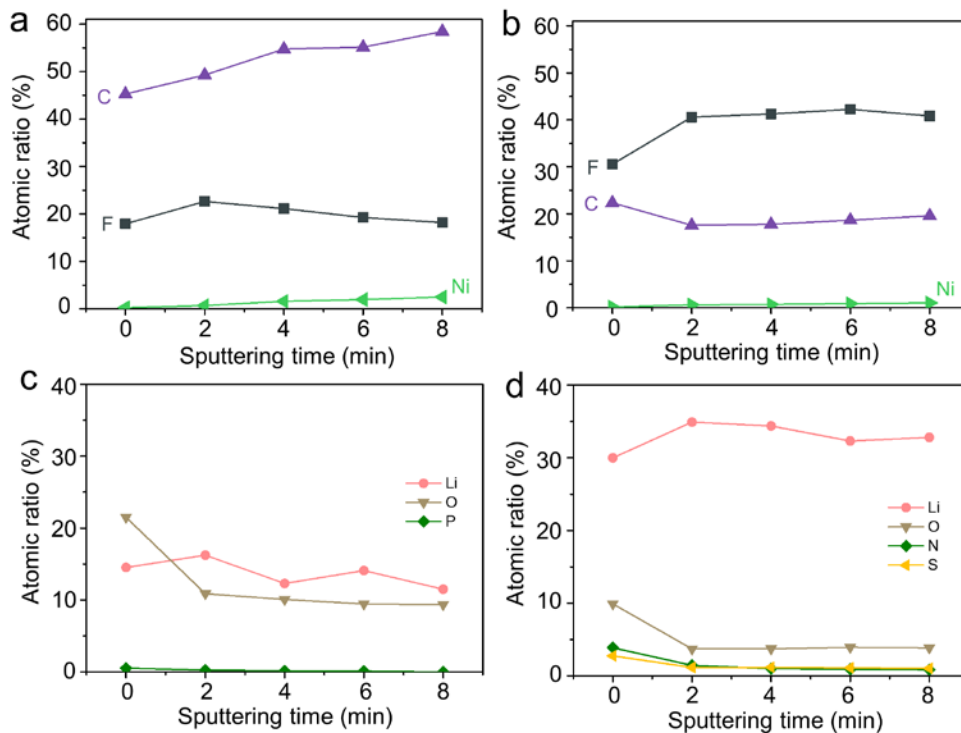 a
60
50
40
30
20
10
0
Atomic ratio (%)
C
F
Ni
0 2 4 6 8
Sputtering time (min)
b
60
50
40
30
20
10
0
Atomic ratio (%)
F
C
Ni
0 2 4 6 8
Sputtering time (min)
c
40
30
20
10
0
Atomic ratio (%)
Li
O
P
0 2 4 6 8
Sputtering time (min)
d
40
30
20
10
0
Atomic ratio (%)
Li
O
N
S
0 2 4 6 8
Sputtering time (min)